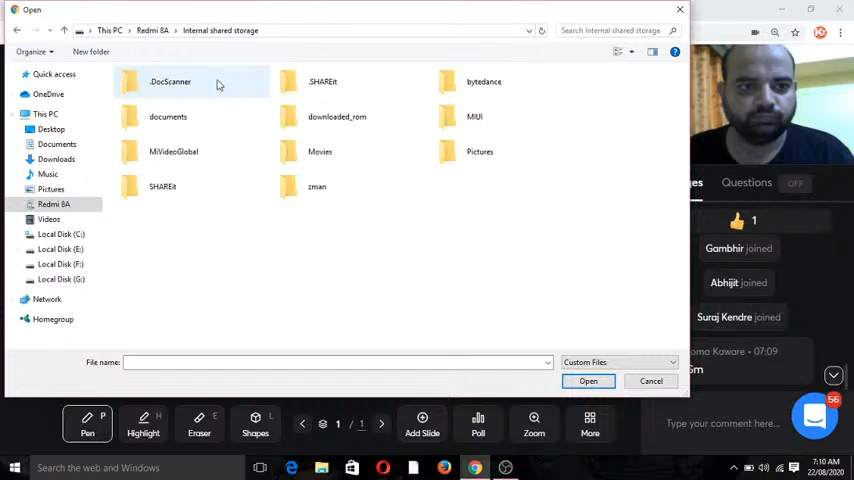 Open
This PC > Redmi 8A > Internal shared storage
Search Internal shared storage
Organize
New folder
Quick access
OneDrive
This PC
Desktop
Documents
Downloads
Music
Pictures
Redmi 8A
Videos
Local Disk (C:)
Local Disk (E:)
Local Disk (F:)
Local Disk (G:)
Network
Homegroup
.DocScanner
.SHAREit
bytedance
documents
downloaded_rom
MIUI
MiVideoGlobal
Movies
Pictures
SHAREit
zman
File name:
Custom Files
Open
Cancel
Questions OFF
1
Gambhir joined
Abhijit joined
Suraj Kendre joined
oma Kaware • 07:09
Type your comment here...
56
Pen P
Highlight H
Eraser E
Shapes L
1 / 1
Add Slide
Poll
Zoom
More
Search the web and Windows
7:10 AM
22/08/2020